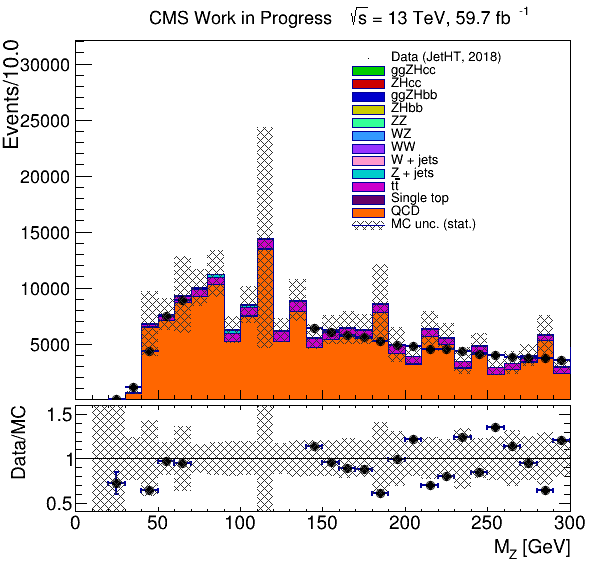 CMS Work in Progress √s = 13 TeV, 59.7 fb⁻¹
Events/10.0
30000
25000
20000
15000
10000
5000
Data (JetHT, 2018)
ggZHcc
ZHcc
ggZHbb
ZHbb
ZZ
WZ
WW
W + jets
Z + jets
tt̄
Single top
QCD
MC unc. (stat.)
Data/MC
1.5
1
0.5
0 50 100 150 200 250 300
M_Z [GeV]